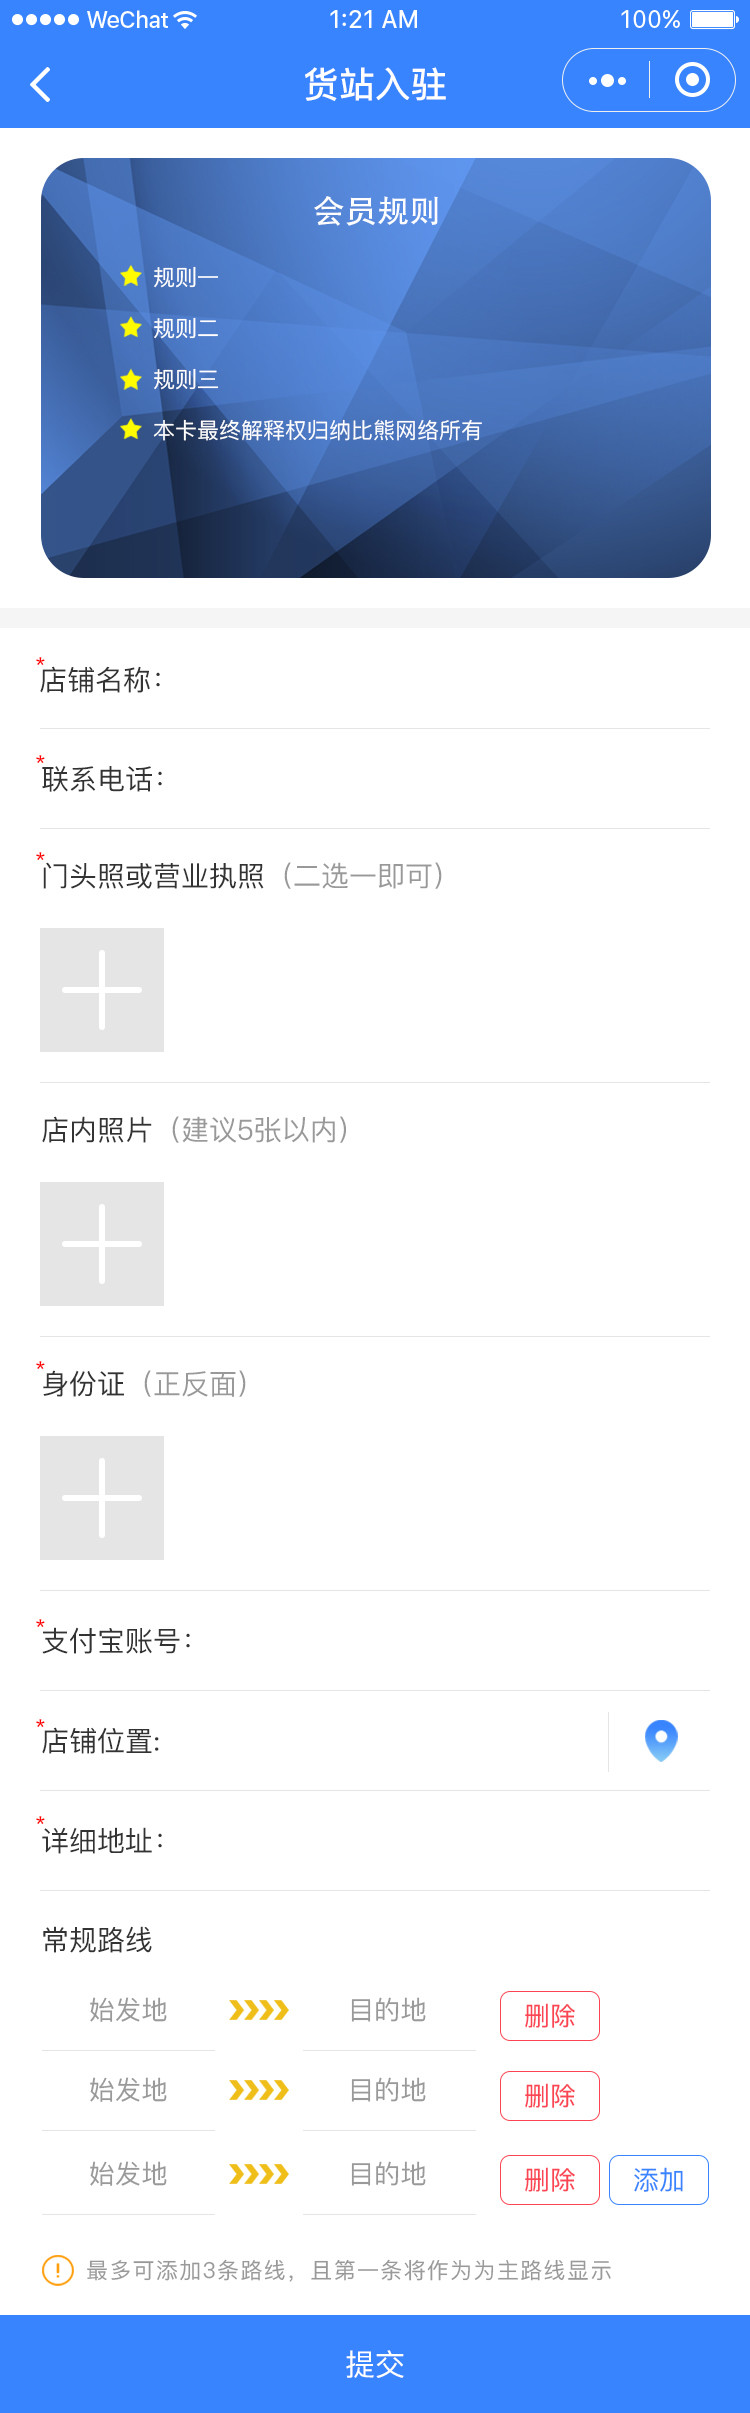 WeChat 1:21 AM 100%
货站入驻
会员规则
规则一
规则二
规则三
本卡最终解释权归纳比熊网络所有
*店铺名称：
*联系电话：
*门头照或营业执照（二选一即可）
店内照片（建议5张以内）
*身份证（正反面）
*支付宝账号：
*店铺位置:
*详细地址：
常规路线
始发地 目的地 删除
始发地 目的地 删除
始发地 目的地 删除 添加
最多可添加3条路线，且第一条将作为为主路线显示
提交